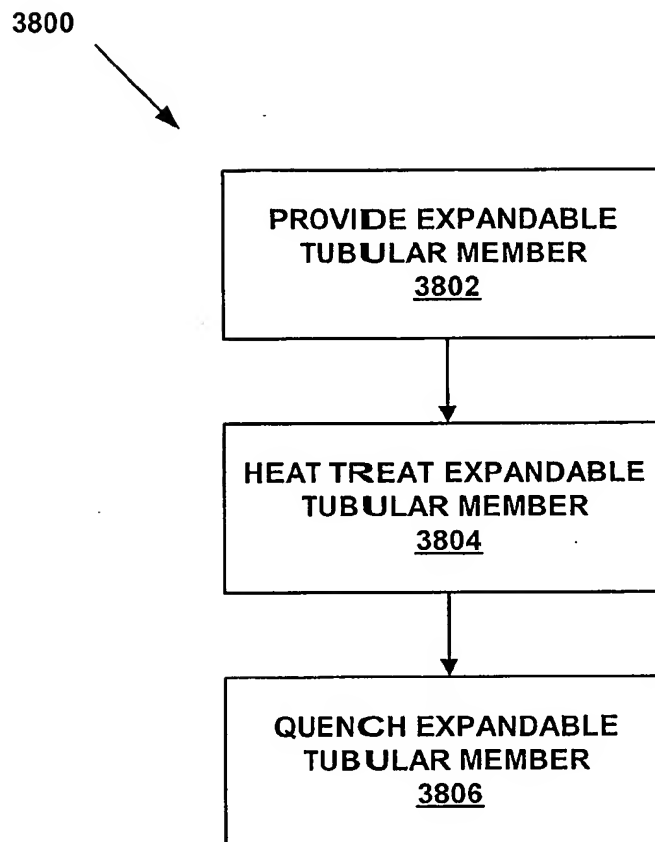 3800
PROVIDE EXPANDABLE
TUBULAR MEMBER
3802
HEAT TREAT EXPANDABLE
TUBULAR MEMBER
3804
QUENCH EXPANDABLE
TUBULAR MEMBER
3806